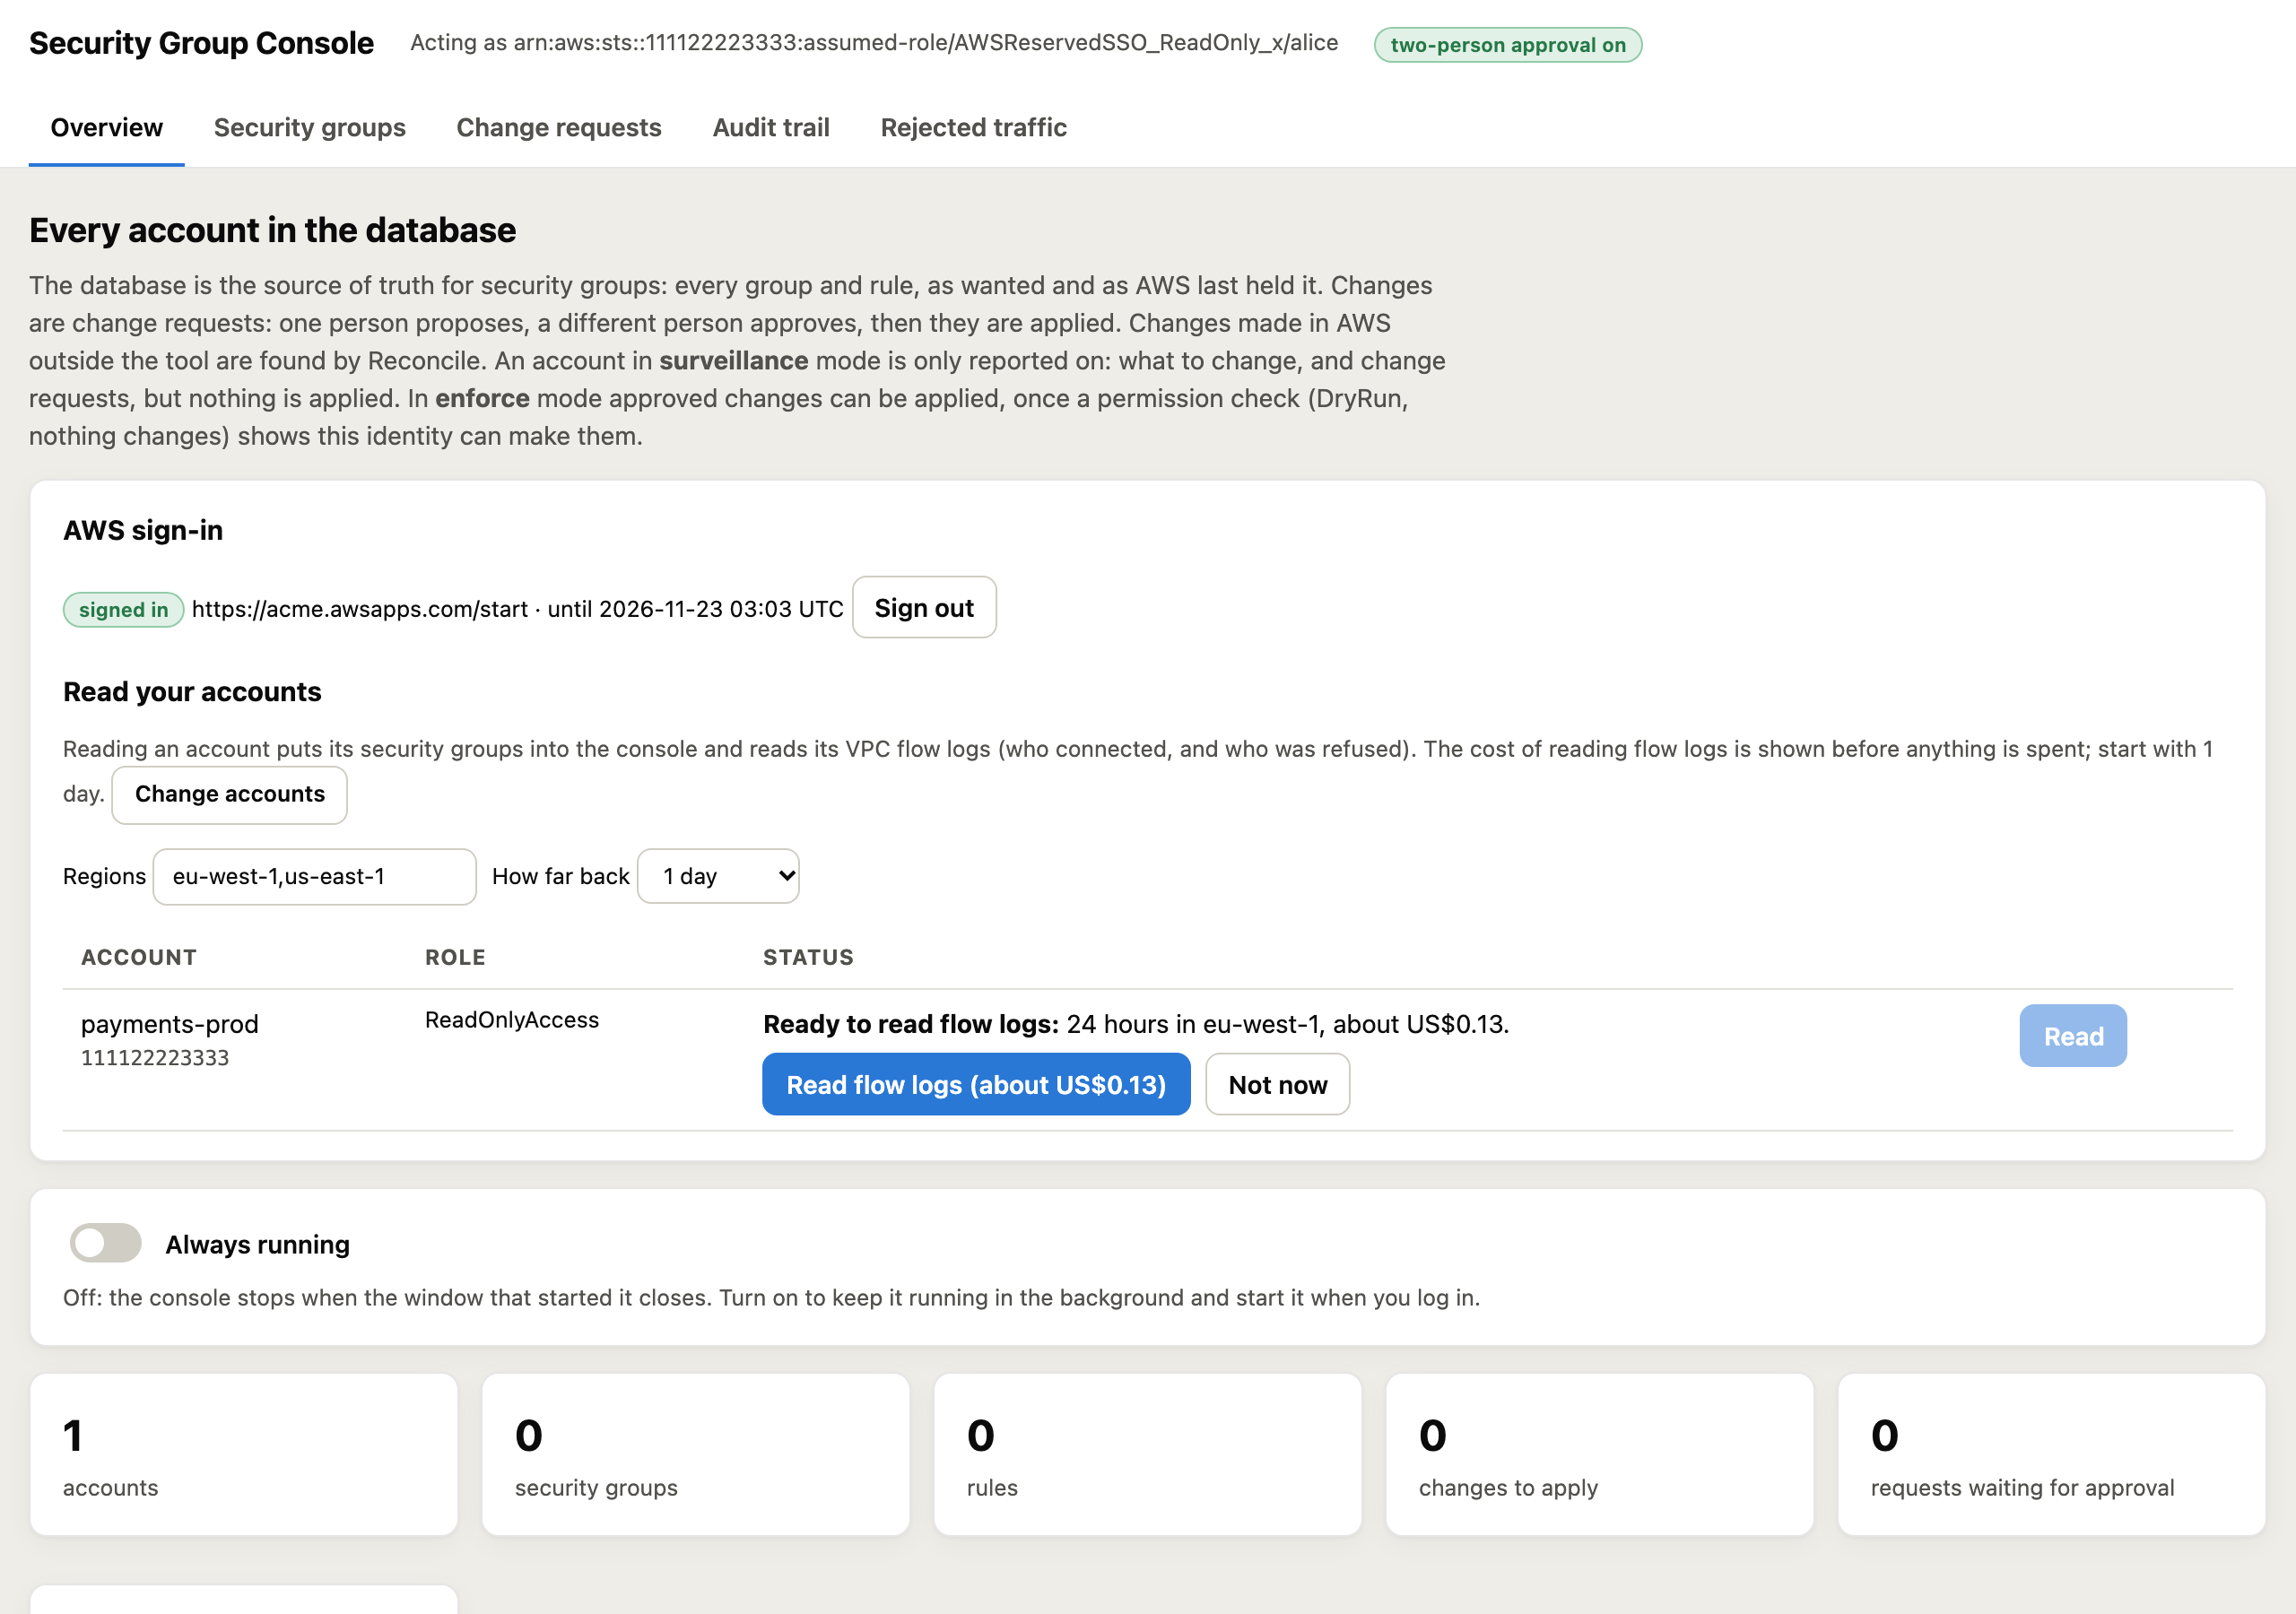 Security Group Console
Acting as arn:aws:sts::111122223333:assumed-role/AWSReservedSSO_ReadOnly_x/alice
two-person approval on
Overview
Security groups
Change requests
Audit trail
Rejected traffic
Every account in the database
The database is the source of truth for security groups: every group and rule, as wanted and as AWS last held it. Changes
are change requests: one person proposes, a different person approves, then they are applied. Changes made in AWS
outside the tool are found by Reconcile. An account in surveillance mode is only reported on: what to change, and change
requests, but nothing is applied. In enforce mode approved changes can be applied, once a permission check (DryRun,
nothing changes) shows this identity can make them.
AWS sign-in
signed in https://acme.awsapps.com/start · until 2026-11-23 03:03 UTC Sign out
Read your accounts
Reading an account puts its security groups into the console and reads its VPC flow logs (who connected, and who was refused). The cost of reading flow logs is shown before anything is spent; start with 1
day. Change accounts
Regions eu-west-1,us-east-1 How far back 1 day
ACCOUNT ROLE STATUS
payments-prod ReadOnlyAccess Ready to read flow logs: 24 hours in eu-west-1, about US$0.13. Read
111122223333
Read flow logs (about US$0.13) Not now
Always running
Off: the console stops when the window that started it closes. Turn on to keep it running in the background and start it when you log in.
1
accounts
0
security groups
0
rules
0
changes to apply
0
requests waiting for approval